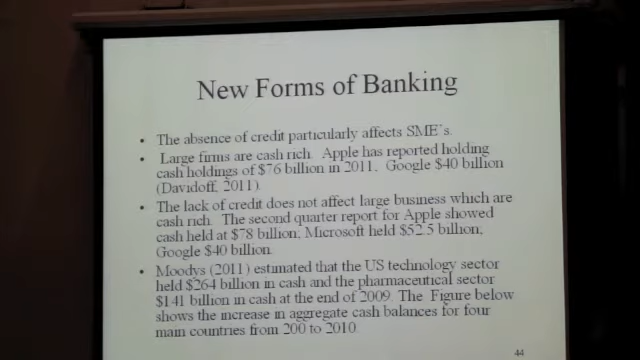 New Forms of Banking
• The absence of credit particularly affects SME's.
• Large firms are cash rich. Apple has reported holding
cash holdings of $76 billion in 2011, Google $40 billion
(Davidoff, 2011).
• The lack of credit does not affect large business which are
cash rich. The second quarter report for Apple showed
cash held at $78 billion; Microsoft held $52.5 billion;
Google $40 billion.
• Moodys (2011) estimated that the US technology sector
held $264 billion in cash and the pharmaceutical sector
$141 billion in cash at the end of 2009. The Figure below
shows the increase in aggregate cash balances for four
main countries from 200 to 2010.
44